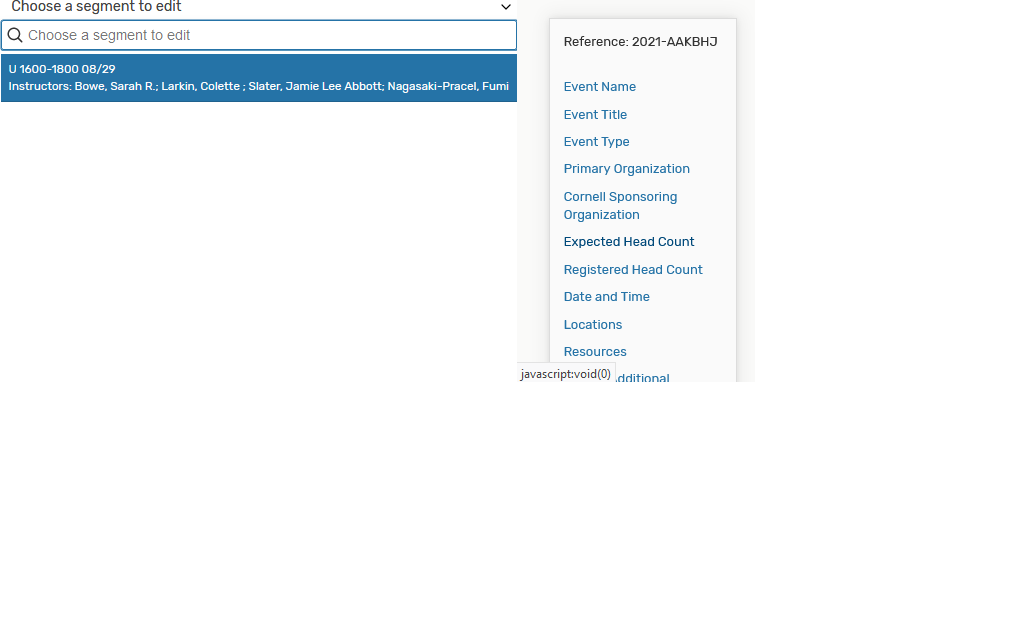 Choose a segment to edit
Choose a segment to edit
U 1600-1800 08/29
Instructors: Bowe, Sarah R.; Larkin, Colette ; Slater, Jamie Lee Abbott; Nagasaki-Pracel, Fumi
Reference: 2021-AAKBHJ
Event Name
Event Title
Event Type
Primary Organization
Cornell Sponsoring
Organization
Expected Head Count
Registered Head Count
Date and Time
Locations
Resources
javascript:void(0)